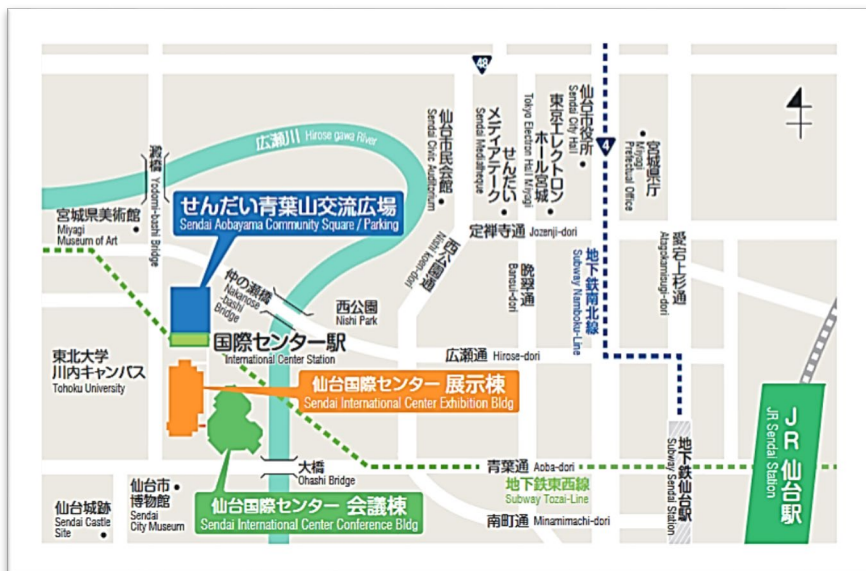 48
広瀬川 Hirose gawa River
澱橋
Yodomi-bashi Bridge
仙台市民会館
Sendai Civic Auditorium
せんだい
メディアテーク
Sendai Mediatheque
東京エレクトロン
ホール宮城
Tokyo Electron Hall Miyagi
仙台市役所
Sendai City Hall
4
宮城県庁
Miyagi
Prefectual Office
宮城県美術館
Miyagi
Museum of Art
せんだい青葉山交流広場
Sendai Aobayama Community Square / Parking
定禅寺通 Jozenji-dori
西公園通
Nishi koen-dori
晩翠通
Bansui-dori
地下鉄南北線
Subway Namboku-Line
愛宕上杉通
Atagokamisugi-dori
仲の瀬橋
Nakanose
-bashi
Bridge
西公園
Nishi Park
国際センター駅
International Center Station
広瀬通 Hirose-dori
東北大学
川内キャンパス
Tohoku University
仙台国際センター 展示棟
Sendai International Center Exhibition Bldg
JR 仙台駅
JR Sendai Station
大橋
Ohashi Bridge
青葉通 Aoba-dori
地下鉄東西線
Subway Tozai-Line
地下鉄仙台駅
Subway Sendai Station
仙台城跡
Sendai Castle
Site
仙台市
博物館
Sendai
City Museum
仙台国際センター 会議棟
Sendai International Center Conference Bldg
南町通 Minamimachi-dori